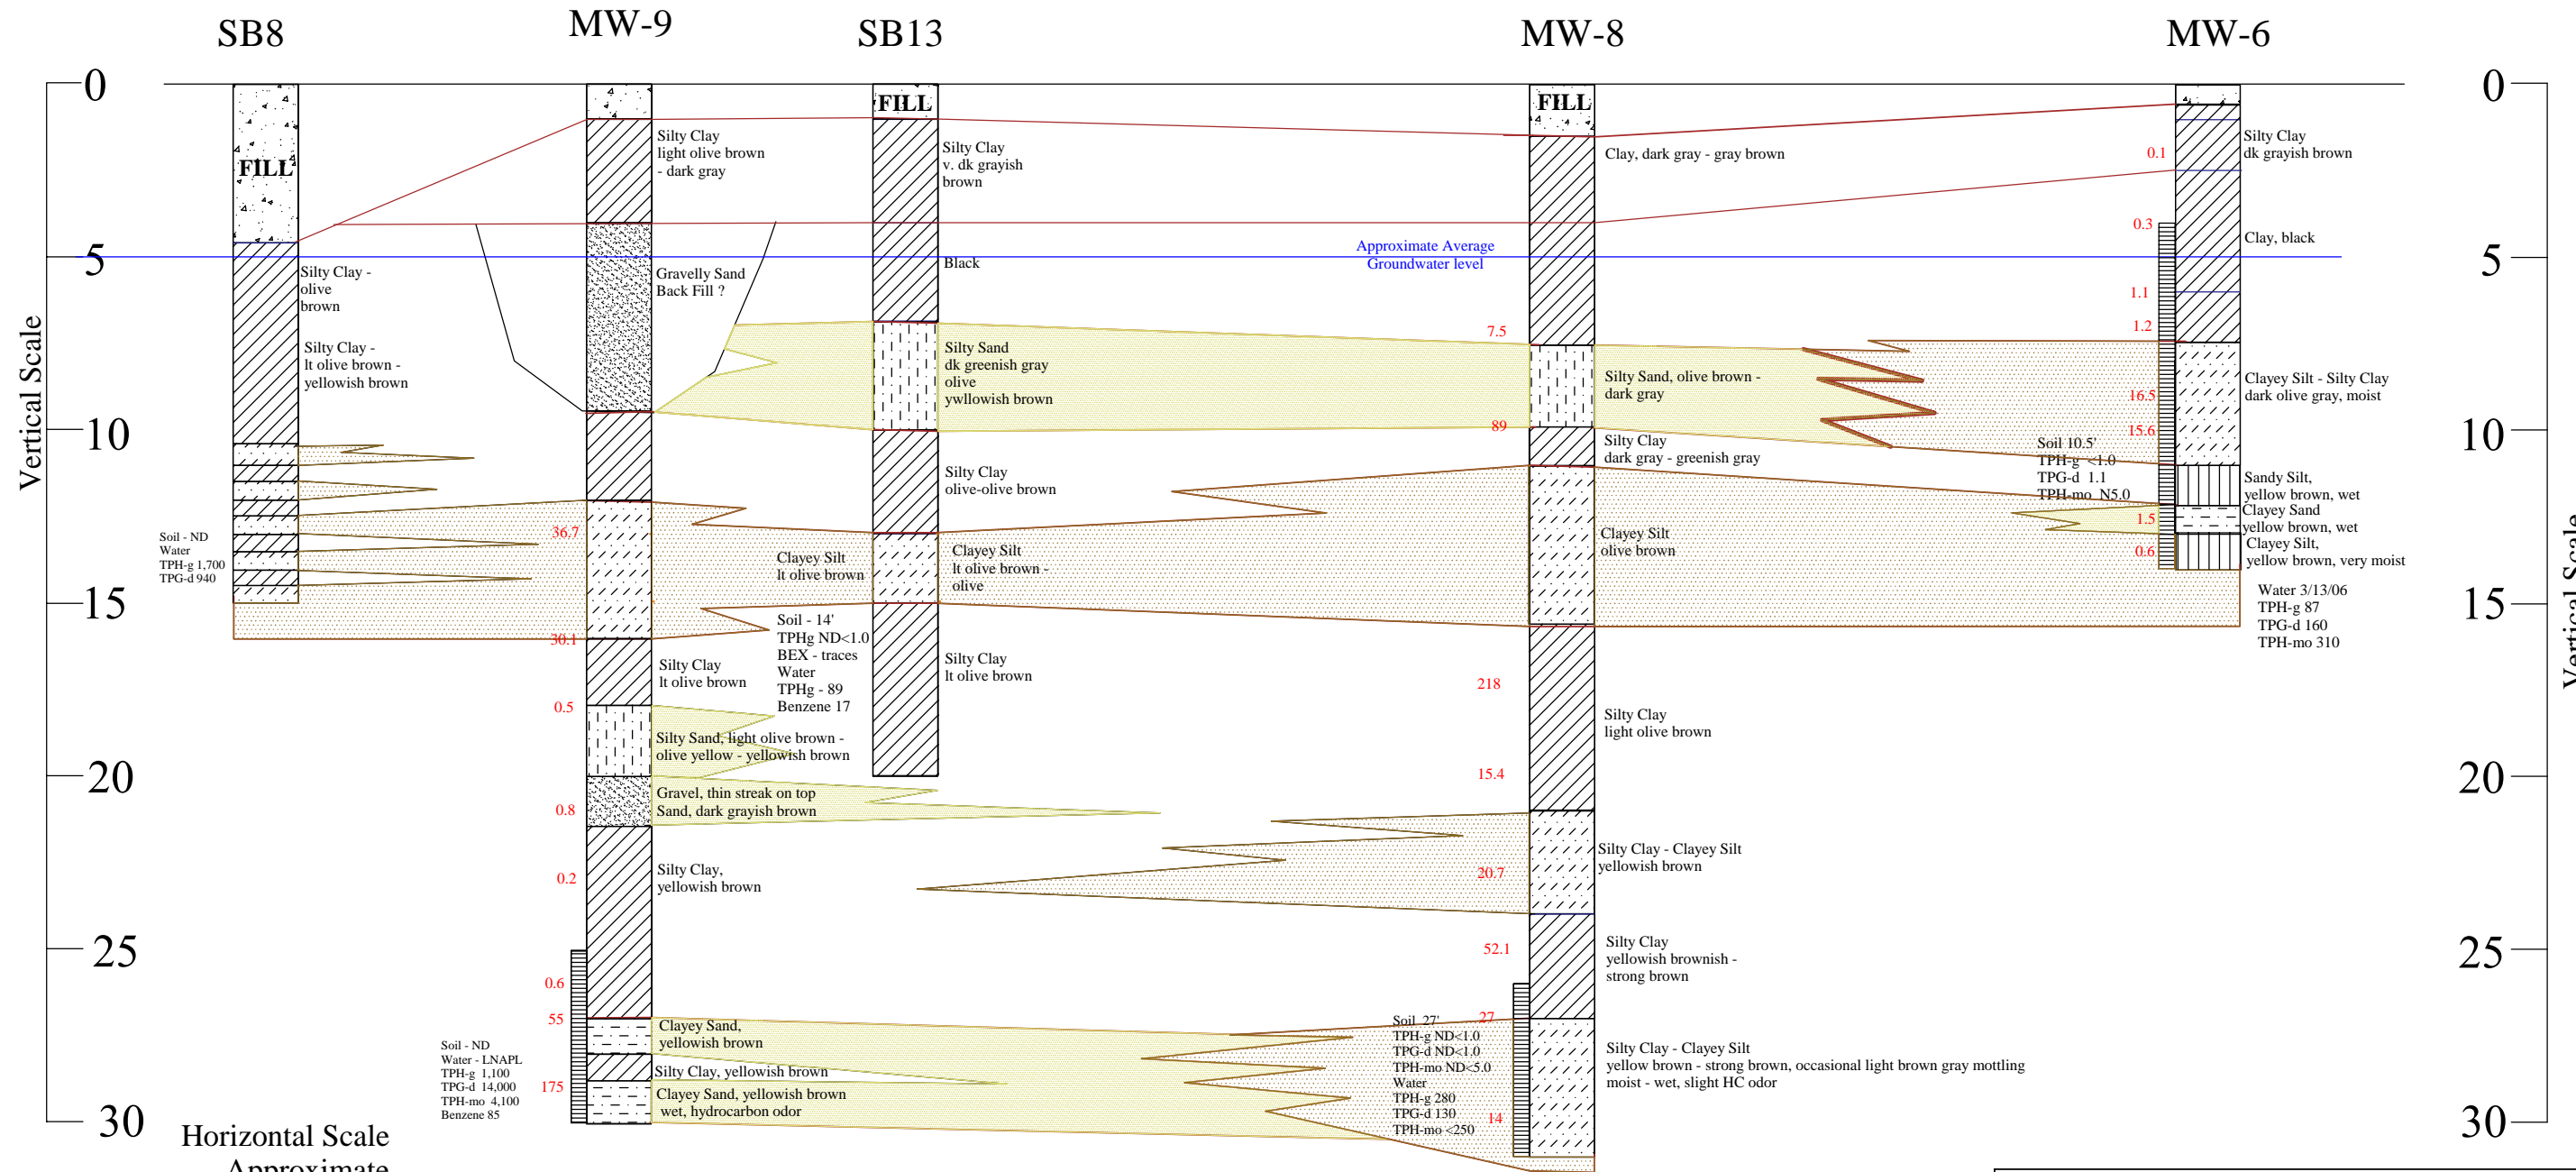 SB8
MW-9
SB13
MW-8
MW-6
Vertical Scale
0
5
10
15
20
25
30
0
5
10
15
20
25
30
Vertical Scale
FILL
Silty Clay -
olive
brown
Silty Clay -
lt olive brown -
yellowish brown
Soil - ND
Water
TPH-g 1,700
TPG-d 940
Silty Clay
light olive brown
- dark gray
Gravelly Sand
Back Fill ?
36.7
30.1
0.5
0.8
0.2
0.6
55
175
Silty Clay
lt olive brown
Silty Sand, light olive brown -
olive yellow - yellowish brown
Gravel, thin streak on top
Sand, dark grayish brown
Silty Clay,
yellowish brown
Clayey Sand,
yellowish brown
Silty Clay, yellowish brown
Clayey Sand, yellowish brown
wet, hydrocarbon odor
Soil - ND
Water - LNAPL
TPH-g 1,100
TPG-d 14,000
TPH-mo 4,100
Benzene 85
FILL
Silty Clay
v. dk grayish
brown
Black
Silty Sand
dk greenish gray
olive
ywllowish brown
Silty Clay
olive-olive brown
Clayey Silt
lt olive brown
Clayey Silt
lt olive brown -
olive
Soil - 14'
TPHg ND<1.0
BEX - traces
Water
TPHg - 89
Benzene 17
Silty Clay
lt olive brown
Approximate Average
Groundwater level
FILL
Clay, dark gray - gray brown
7.5
89
218
15.4
20.7
52.1
27
14
Silty Sand, olive brown -
dark gray
Silty Clay
dark gray - greenish gray
Clayey Silt
olive brown
Silty Clay
light olive brown
Silty Clay - Clayey Silt
yellowish brown
Silty Clay
yellowish brownish -
strong brown
Soil 27'
TPH-g ND<1.0
TPG-d ND<1.0
TPH-mo ND<5.0
Water
TPH-g 280
TPG-d 130
TPH-mo <250
Silty Clay - Clayey Silt
yellow brown - strong brown, occasional light brown gray mottling
moist - wet, slight HC odor
0.1
0.3
1.1
1.2
16.5
15.6
1.5
0.6
Soil 10.5'
TPH-g <1.0
TPG-d 1.1
TPH-mo N5.0
Silty Clay
dk grayish brown
Clay, black
Clayey Silt - Silty Clay
dark olive gray, moist
Sandy Silt,
yellow brown, wet
Clayey Sand
yellow brown, wet
Clayey Silt,
yellow brown, very moist
Water 3/13/06
TPH-g 87
TPG-d 160
TPH-mo 310
Horizontal Scale
Approximate